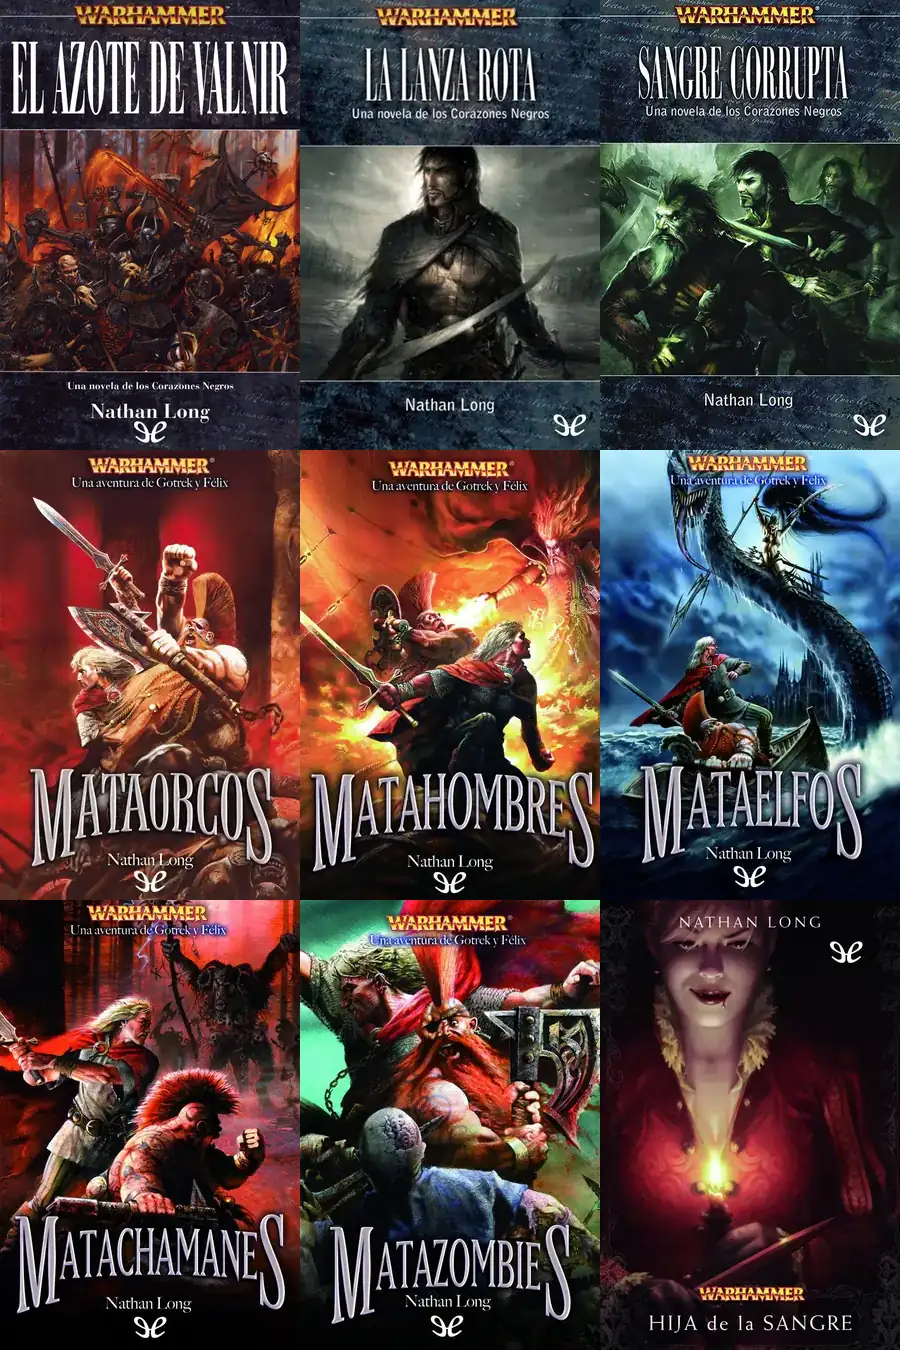 WARHAMMER
EL AZOTE DE VALNIR
Una novela de los Corazones Negros
Nathan Long
WARHAMMER
LA LANZA ROTA
Una novela de los Corazones Negros
Nathan Long
WARHAMMER
SANGRE CORRUPTA
Una novela de los Corazones Negros
Nathan Long
WARHAMMER
Una aventura de Gotrek y Félix
MATAORCOS
Nathan Long
WARHAMMER
Una aventura de Gotrek y Félix
MATAHOMBRES
Nathan Long
WARHAMMER
Una aventura de Gotrek y Félix
MATAELFOS
Nathan Long
WARHAMMER
Una aventura de Gotrek y Félix
MATACHAMANES
Nathan Long
WARHAMMER
Una aventura de Gotrek y Félix
MATAZOMBIES
Nathan Long
NATHAN LONG
WARHAMMER
HIJA de la SANGRE